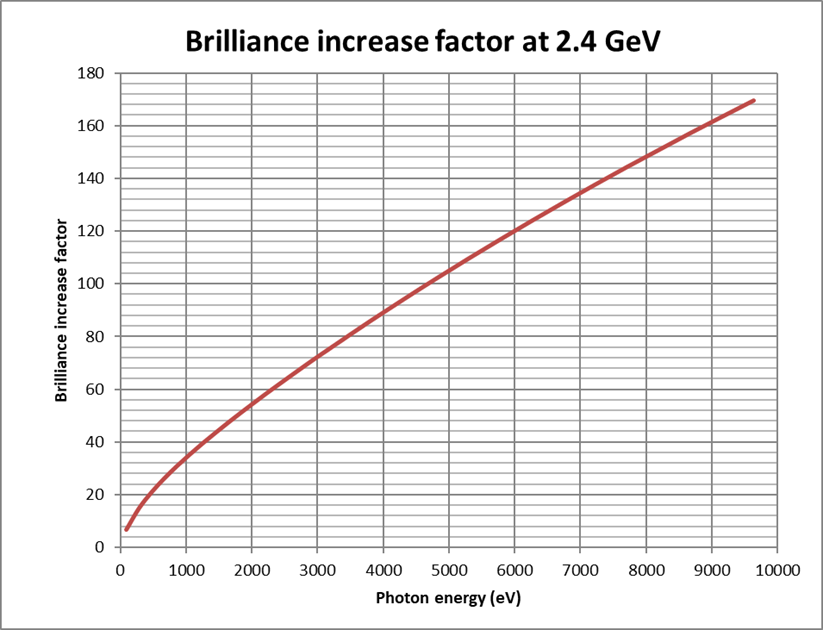 Brilliance increase factor at 2.4 GeV
180
160
140
120
100
80
60
40
20
0
Brilliance increase factor
0 1000 2000 3000 4000 5000 6000 7000 8000 9000 10000
Photon energy (eV)